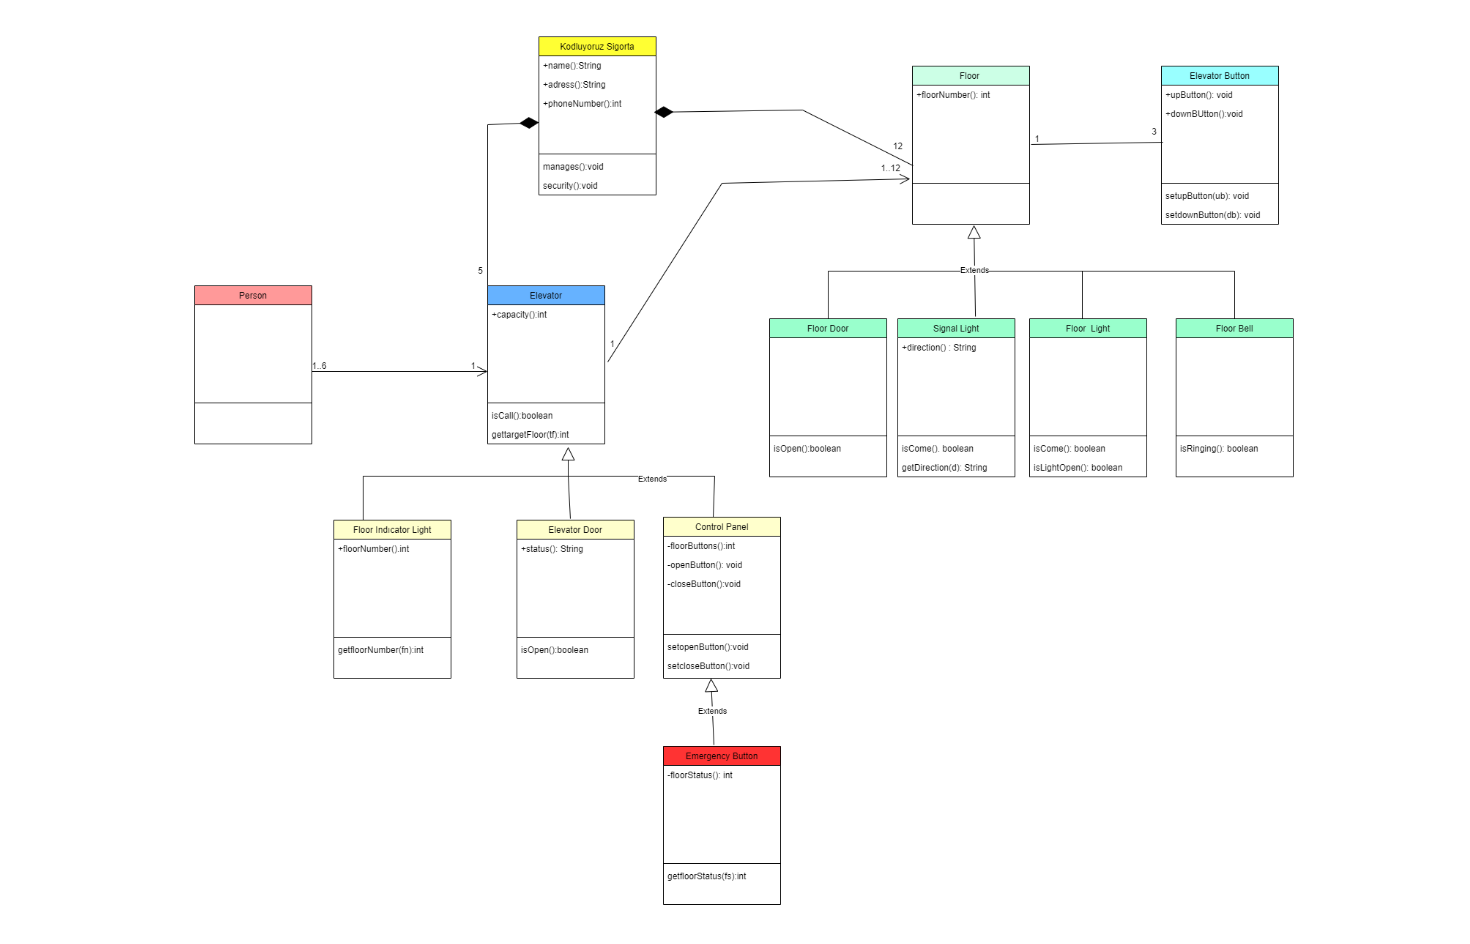 Kodluyoruz Sigorta
+name():String
+adress():String
+phoneNumber():int
manages():void
security():void
Floor
+floorNumber(): int
Elevator Button
+upButton(): void
+downBUtton():void
setupButton(ub): void
setdownButton(db): void
12
1..12
1
3
5
Person
1..6
1
Elevator
+capacity():int
isCall():boolean
gettargetFloor(tf):int
1
Extends
Floor Door
isOpen():boolean
Signal Light
+direction() : String
isCome(). boolean
getDirection(d): String
Floor Light
isCome(): boolean
isLightOpen(): boolean
Floor Bell
isRinging(): boolean
Extends
Floor Indicator Light
+floorNumber().int
getfloorNumber(fn):int
Elevator Door
+status(): String
isOpen():boolean
Control Panel
-floorButtons():int
-openButton(): void
-closeButton():void
setopenButton():void
setcloseButton():void
Extends
Emergency Button
-floorStatus(): int
getfloorStatus(fs):int